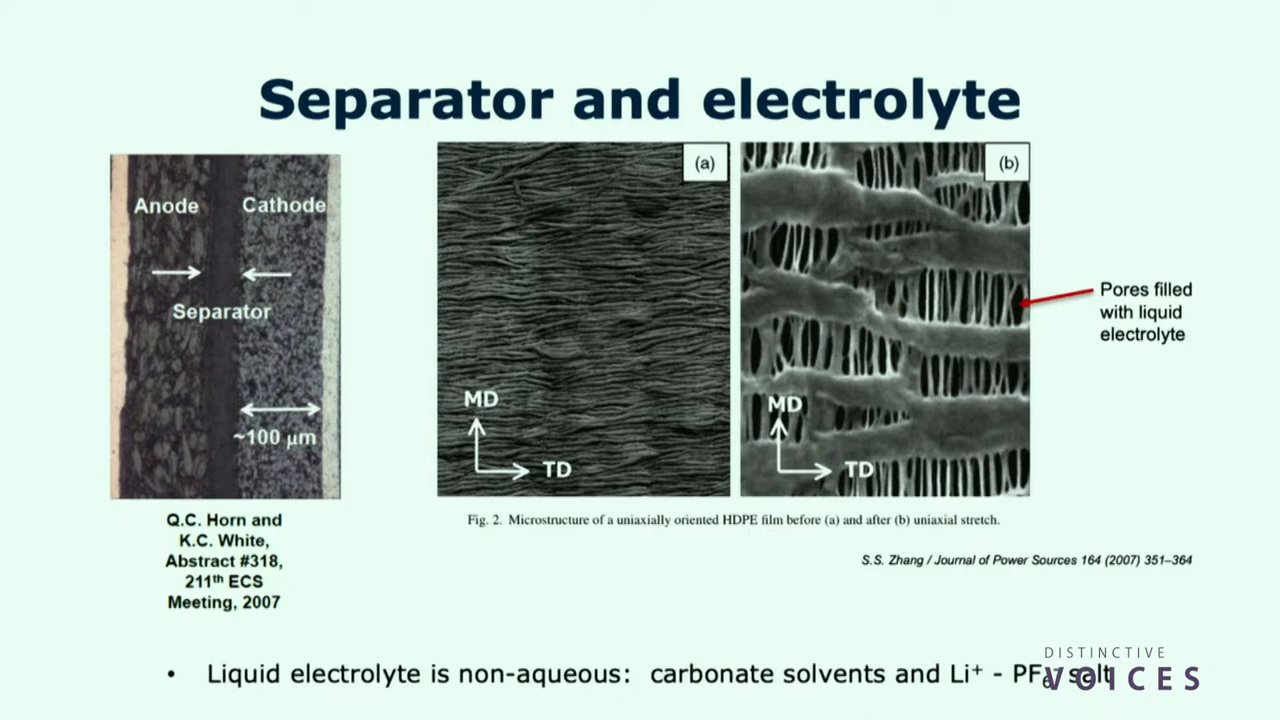 Separator and electrolyte
Anode
Cathode
Separator
~100 μm
Q.C. Horn and
K.C. White,
Abstract #318,
211th ECS
Meeting, 2007
(a)
MD
TD
(b)
MD
TD
Pores filled
with liquid
electrolyte
Fig. 2. Microstructure of a uniaxially oriented HDPE film before (a) and after (b) uniaxial stretch.
S.S. Zhang / Journal of Power Sources 164 (2007) 351–364
• Liquid electrolyte is non-aqueous: carbonate solvents and Li⁺ - PF₆⁻ salt
DISTINCTIVE
VOICES